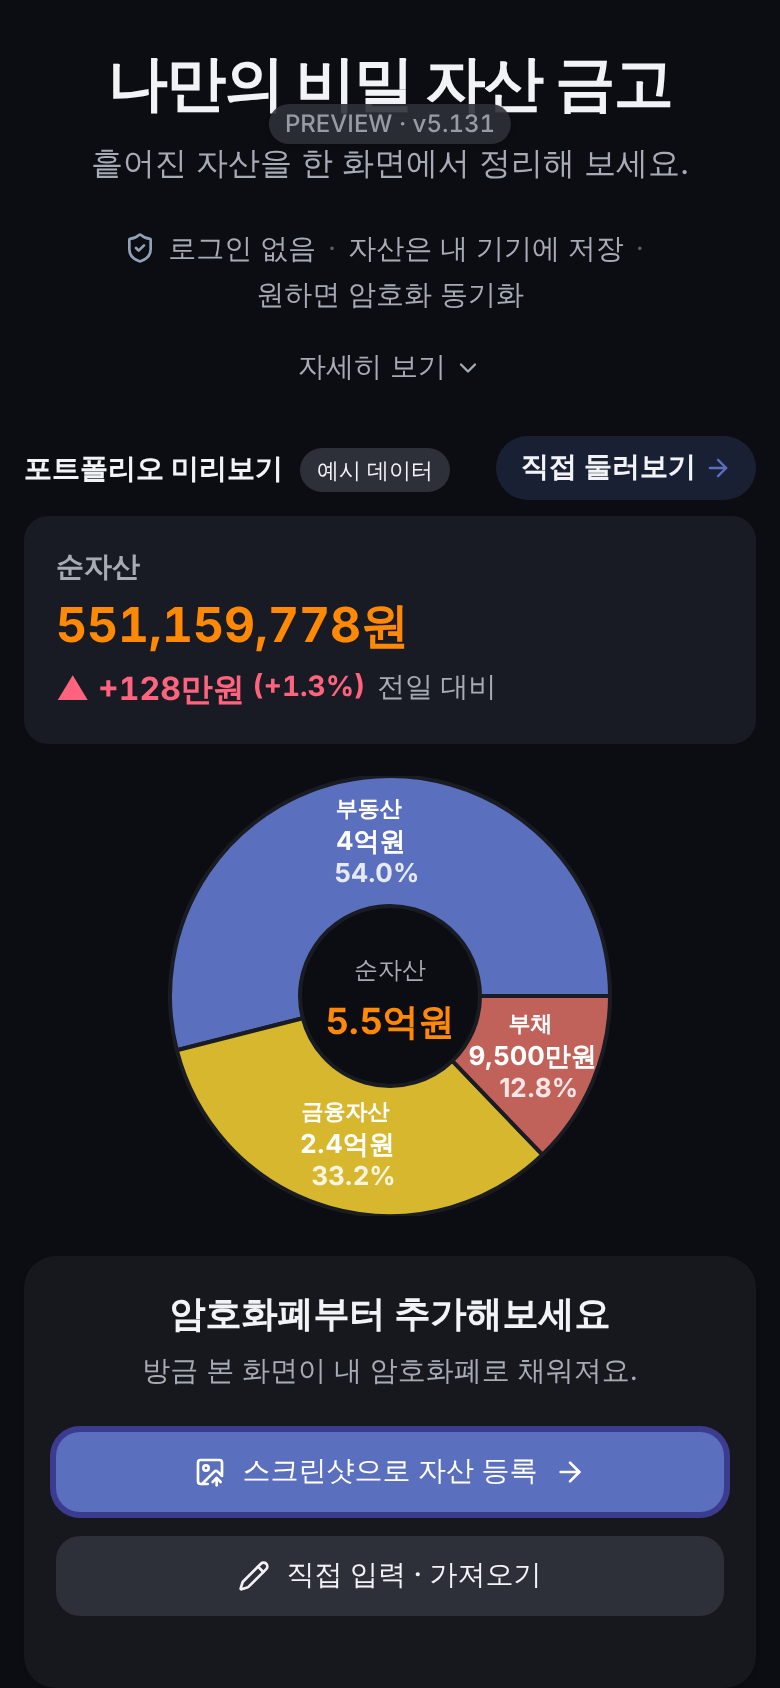 나만의 비밀 자산 금고
PREVIEW · v5.131
흩어진 자산을 한 화면에서 정리해 보세요.
로그인 없음 · 자산은 내 기기에 저장 ·
원하면 암호화 동기화
자세히 보기
포트폴리오 미리보기 예시 데이터 직접 둘러보기 →
순자산
551,159,778원
▲ +128만원 (+1.3%) 전일 대비
부동산
4억원
54.0%
순자산
5.5억원
부채
9,500만원
12.8%
금융자산
2.4억원
33.2%
암호화폐부터 추가해보세요
방금 본 화면이 내 암호화폐로 채워져요.
스크린샷으로 자산 등록 →
직접 입력 · 가져오기